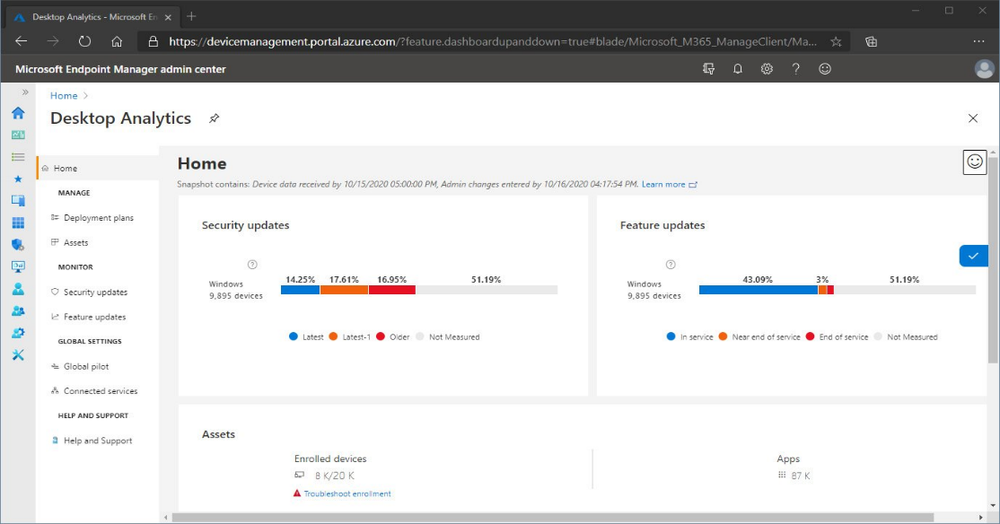 Desktop Analytics - Microsoft En
https://devicemanagement.portal.azure.com/?feature.dashboardupanddown=true#blade/Microsoft_M365_ManageClient/Ma...
Microsoft Endpoint Manager admin center
Home
Desktop Analytics
Home
MANAGE
Deployment plans
Assets
MONITOR
Security updates
Feature updates
GLOBAL SETTINGS
Global pilot
Connected services
HELP AND SUPPORT
Help and Support
Home
Snapshot contains: Device data received by 10/15/2020 05:00:00 PM, Admin changes entered by 10/16/2020 04:17:54 PM. Learn more
Security updates
Windows
9,895 devices
14.25% 17.61% 16.95% 51.19%
Latest Latest-1 Older Not Measured
Feature updates
Windows
9,895 devices
43.09% 3% 51.19%
In service Near end of service End of service Not Measured
Assets
Enrolled devices
8 K/20 K
Troubleshoot enrollment
Apps
87 K